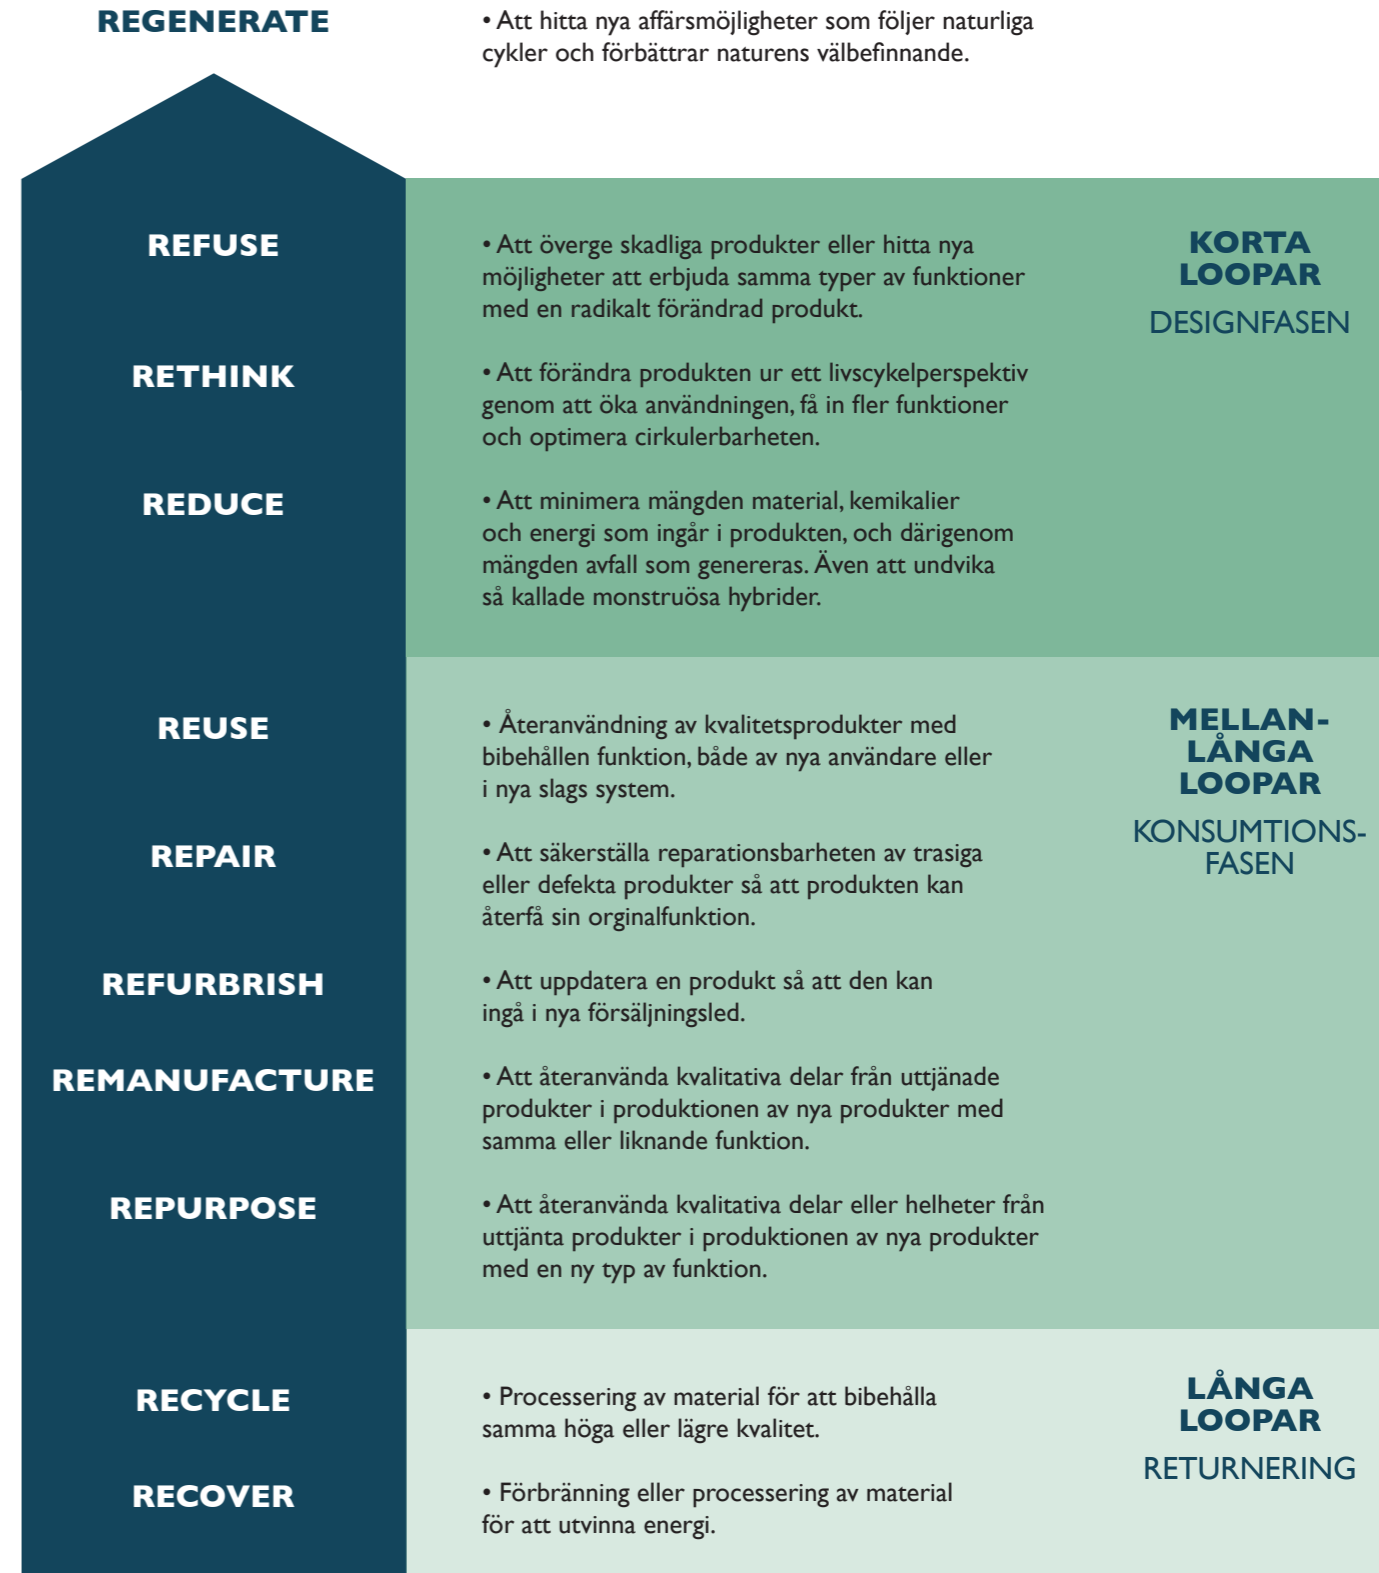 REGENERATE
• Att hitta nya affärsmöjligheter som följer naturliga
cykler och förbättrar naturens välbefinnande.
REFUSE
• Att överge skadliga produkter eller hitta nya
möjligheter att erbjuda samma typer av funktioner
med en radikalt förändrad produkt.
KORTA
LOOPAR
DESIGNFASEN
RETHINK
• Att förändra produkten ur ett livscykelperspektiv
genom att öka användningen, få in fler funktioner
och optimera cirkulerbarheten.
REDUCE
• Att minimera mängden material, kemikalier
och energi som ingår i produkten, och därigenom
mängden avfall som genereras. Även att undvika
så kallade monstruösa hybrider.
REUSE
• Återanvändning av kvalitetsprodukter med
bibehållen funktion, både av nya användare eller
i nya slags system.
MELLAN-
LÅNGA
LOOPAR
KONSUMTIONS-
FASEN
REPAIR
• Att säkerställa reparationsbarheten av trasiga
eller defekta produkter så att produkten kan
återfå sin orginalfunktion.
REFURBRISH
• Att uppdatera en produkt så att den kan
ingå i nya försäljningsled.
REMANUFACTURE
• Att återanvända kvalitativa delar från uttjänade
produkter i produktionen av nya produkter med
samma eller liknande funktion.
REPURPOSE
• Att återanvända kvalitativa delar eller helheter från
uttjänta produkter i produktionen av nya produkter
med en ny typ av funktion.
RECYCLE
• Processering av material för att bibehålla
samma höga eller lägre kvalitet.
LÅNGA
LOOPAR
RETURNERING
RECOVER
• Förbränning eller processering av material
för att utvinna energi.